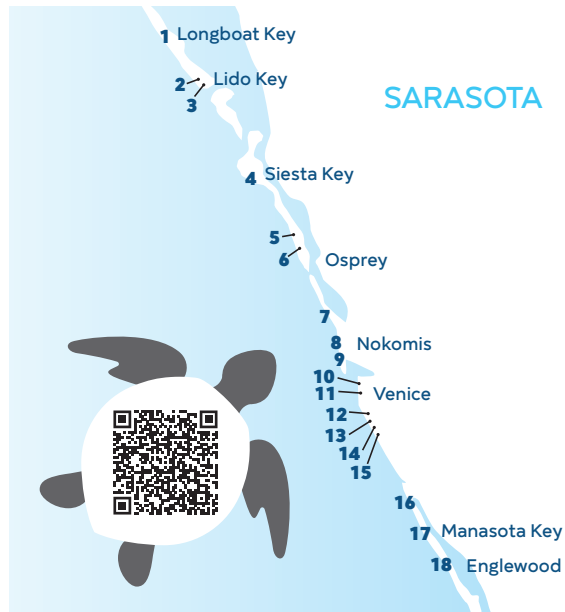 1 Longboat Key
2 Lido Key
3
SARASOTA
4 Siesta Key
5
6 Osprey
7
8 Nokomis
9
10
11 Venice
12
13
14
15
16
17 Manasota Key
18 Englewood